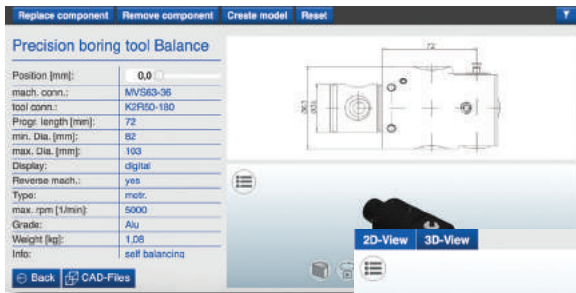 Replace component Remove component Create model Reset
Precision boring tool Balance
Position [mm]: 0,0
mach. conn.: MVS63-36
tool conn.: K2R50-180
Progr. length [mm]: 72
min. Dia. [mm]: 82
max. Dia. [mm]: 103
Display: digital
Reverse mach.: yes
Type: metr.
max. rpm [1/min]: 5000
Grade: Alu
Weight [kg]: 1,08
Info: self balancing
Back CAD-Files
72
2D-View 3D-View